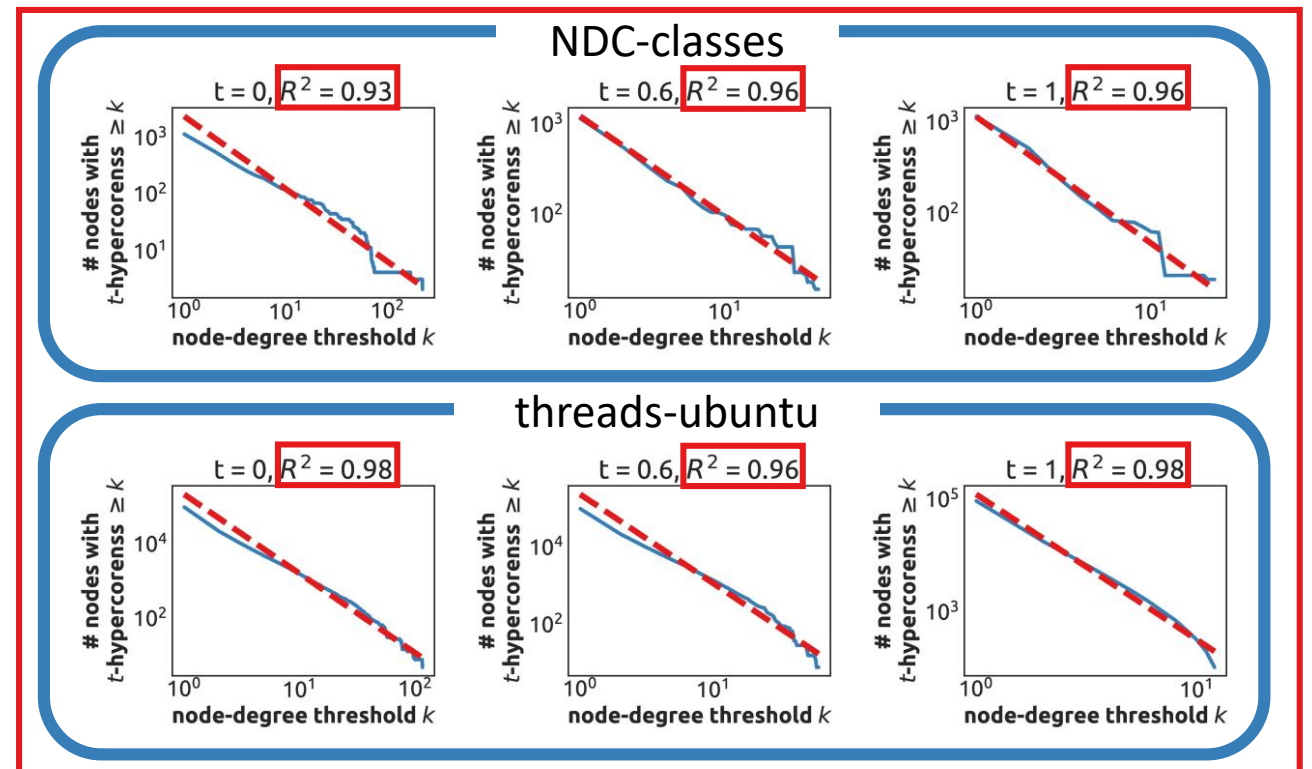 NDC-classes
t = 0, R² = 0.93
# nodes with
t-hypercorenss ≥ k
10³
10²
10¹
10⁰
10¹
10²
node-degree threshold k
t = 0.6, R² = 0.96
# nodes with
t-hypercorenss ≥ k
10³
10²
10⁰
10¹
node-degree threshold k
t = 1, R² = 0.96
# nodes with
t-hypercorenss ≥ k
10³
10²
10⁰
10¹
node-degree threshold k
threads-ubuntu
t = 0, R² = 0.98
# nodes with
t-hypercorenss ≥ k
10⁴
10²
10⁰
10¹
10²
node-degree threshold k
t = 0.6, R² = 0.96
# nodes with
t-hypercorenss ≥ k
10⁴
10²
10⁰
10¹
node-degree threshold k
t = 1, R² = 0.98
# nodes with
t-hypercorenss ≥ k
10⁵
10³
10⁰
10¹
node-degree threshold k